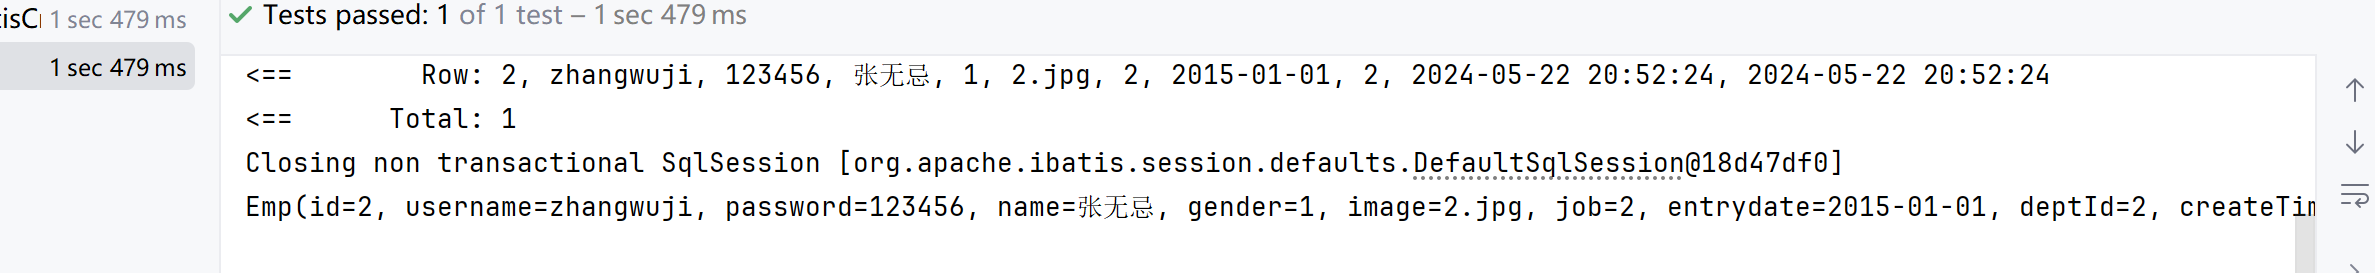 Tests passed: 1 of 1 test – 1 sec 479 ms
1 sec 479 ms
1 sec 479 ms
<== Row: 2, zhangwuji, 123456, 张无忌, 1, 2.jpg, 2, 2015-01-01, 2, 2024-05-22 20:52:24, 2024-05-22 20:52:24
<== Total: 1
Closing non transactional SqlSession [org.apache.ibatis.session.defaults.DefaultSqlSession@18d47df0]
Emp(id=2, username=zhangwuji, password=123456, name=张无忌, gender=1, image=2.jpg, job=2, entrydate=2015-01-01, deptId=2, createTim